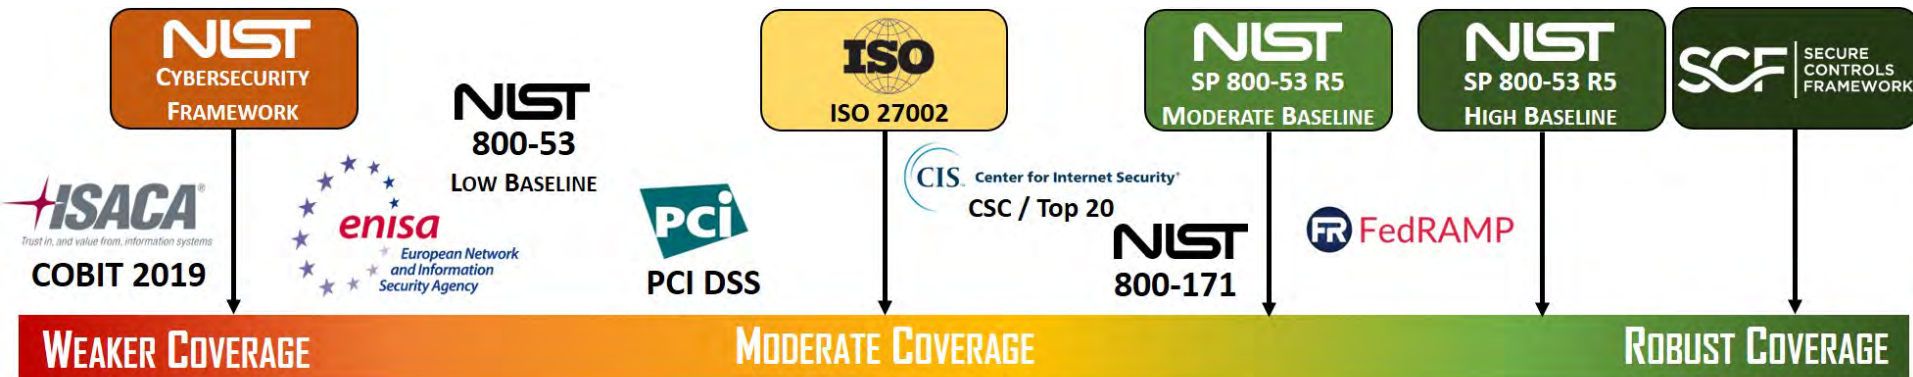 NIST
CYBERSECURITY
FRAMEWORK
NIST
800-53
LOW BASELINE
ISO
ISO 27002
NIST
SP 800-53 R5
MODERATE BASELINE
NIST
SP 800-53 R5
HIGH BASELINE
SCF
SECURE
CONTROLS
FRAMEWORK
ISACA®
Trust in, and value from, information systems
COBIT 2019
enisa
European Network
and Information
Security Agency
PCI
PCI DSS
CIS. Center for Internet Security®
CSC / Top 20
NIST
800-171
FR FedRAMP
WEAKER COVERAGE
MODERATE COVERAGE
ROBUST COVERAGE